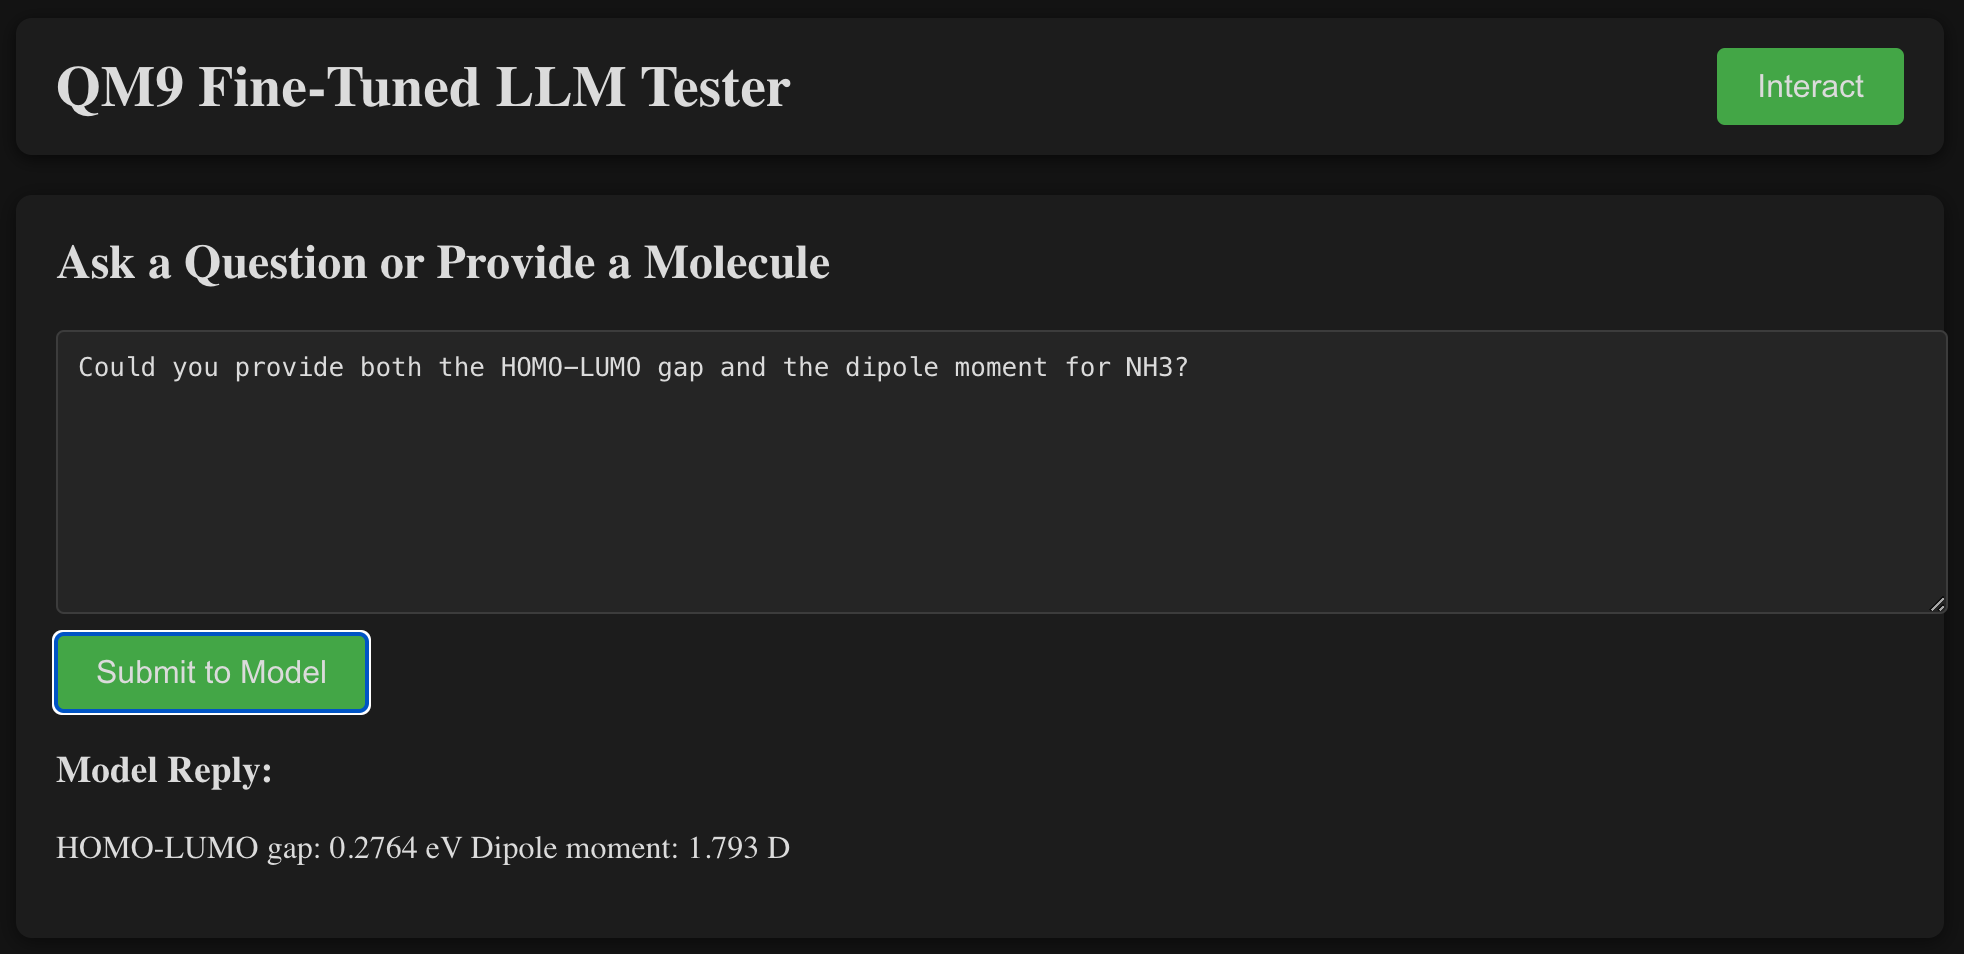 QM9 Fine-Tuned LLM Tester
Interact
Ask a Question or Provide a Molecule
Could you provide both the HOMO–LUMO gap and the dipole moment for NH3?
Submit to Model
Model Reply:
HOMO-LUMO gap: 0.2764 eV Dipole moment: 1.793 D